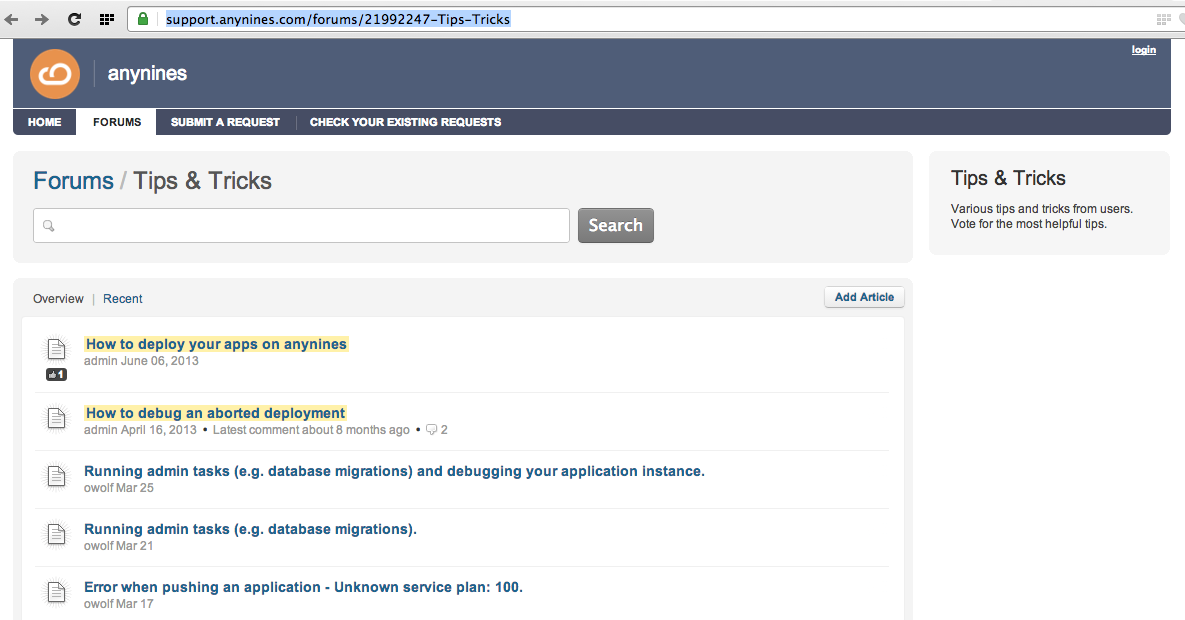 support.anynines.com/forums/21992247-Tips-Tricks
login
anynines
HOME FORUMS SUBMIT A REQUEST CHECK YOUR EXISTING REQUESTS
Forums / Tips & Tricks
Search
Tips & Tricks
Various tips and tricks from users.
Vote for the most helpful tips.
Overview | Recent
Add Article
How to deploy your apps on anynines
admin June 06, 2013
1
How to debug an aborted deployment
admin April 16, 2013 • Latest comment about 8 months ago • 2
Running admin tasks (e.g. database migrations) and debugging your application instance.
owolf Mar 25
Running admin tasks (e.g. database migrations).
owolf Mar 21
Error when pushing an application - Unknown service plan: 100.
owolf Mar 17